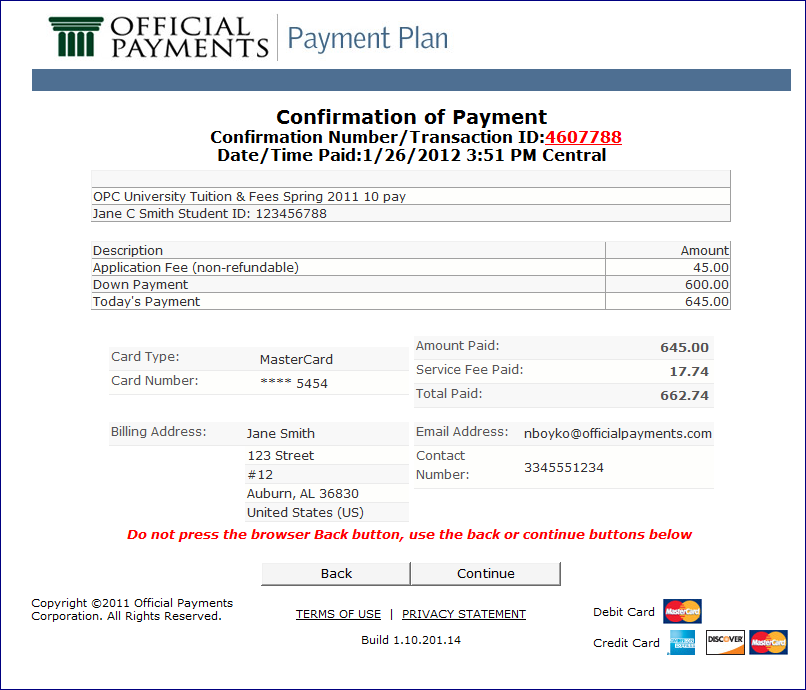 OFFICIAL PAYMENTS Payment Plan
Confirmation of Payment
Confirmation Number/Transaction ID:4607788
Date/Time Paid:1/26/2012 3:51 PM Central
OPC University Tuition & Fees Spring 2011 10 pay
Jane C Smith Student ID: 123456788
Description Amount
Application Fee (non-refundable) 45.00
Down Payment 600.00
Today's Payment 645.00
Card Type: MasterCard
Card Number: **** 5454
Amount Paid: 645.00
Service Fee Paid: 17.74
Total Paid: 662.74
Billing Address: Jane Smith
123 Street
#12
Auburn, AL 36830
United States (US)
Email Address: nboyko@officialpayments.com
Contact Number: 3345551234
Do not press the browser Back button, use the back or continue buttons below
Back Continue
Copyright ©2011 Official Payments
Corporation. All Rights Reserved.
TERMS OF USE | PRIVACY STATEMENT
Build 1.10.201.14
Debit Card MasterCard
Credit Card AMERICAN EXPRESS DISCOVER MasterCard